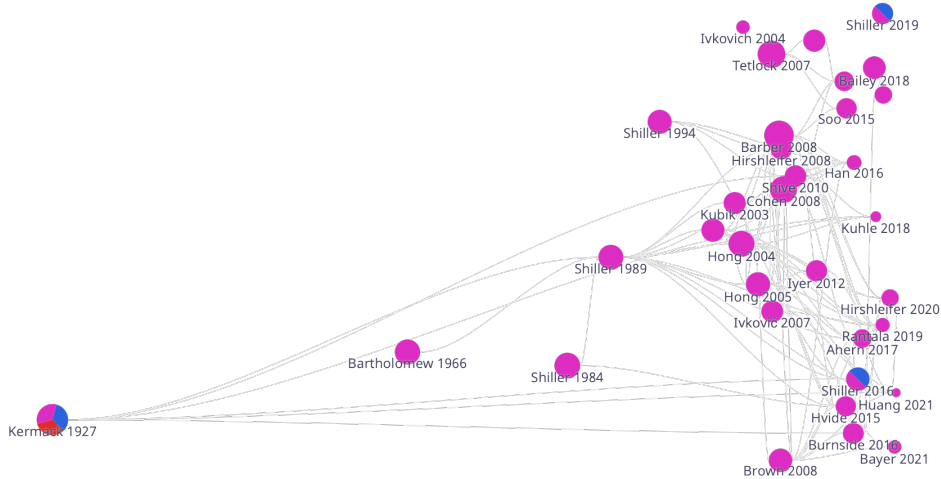 Shiller 2019
Ivkovich 2004
Tetlock 2007
Bailey 2018
Soo 2015
Shiller 1994
Barber 2008
Hirshleifer 2008
Han 2016
Shive 2010
Cohen 2008
Kubik 2003
Kuhle 2018
Hong 2004
Shiller 1989
Iyer 2012
Hong 2005
Hirshleifer 2020
Ivkovic 2007
Rantala 2019
Ahern 2017
Bartholomew 1966
Shiller 1984
Shiller 2016
Huang 2021
Hvide 2015
Kermack 1927
Burnside 2016
Bayer 2021
Brown 2008